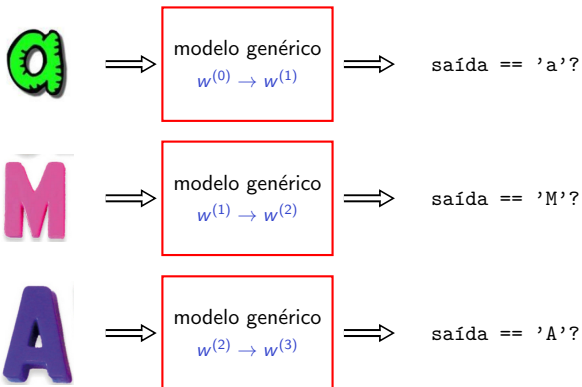 a
modelo genérico
w^(0) → w^(1)
saída == 'a'?
M
modelo genérico
w^(1) → w^(2)
saída == 'M'?
A
modelo genérico
w^(2) → w^(3)
saída == 'A'?